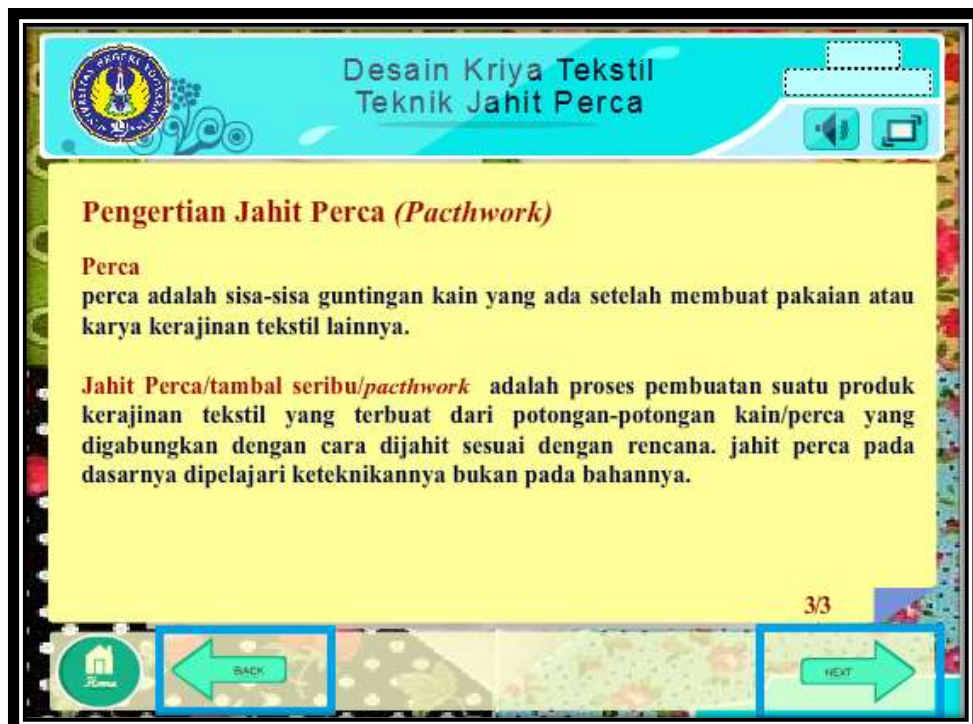 Desain Kriya Tekstil
Teknik Jahit Perca
UNIVERSITAS NEGERI YOGYAKARTA
Pengertian Jahit Perca (Pacthwork)
Perca
perca adalah sisa-sisa guntingan kain yang ada setelah membuat pakaian atau
karya kerajinan tekstil lainnya.
Jahit Perca/tambal seribu/pacthwork adalah proses pembuatan suatu produk
kerajinan tekstil yang terbuat dari potongan-potongan kain/perca yang
digabungkan dengan cara dijahit sesuai dengan rencana. jahit perca pada
dasarnya dipelajari keteknikannya bukan pada bahannya.
3/3
Home
BACK
NEXT